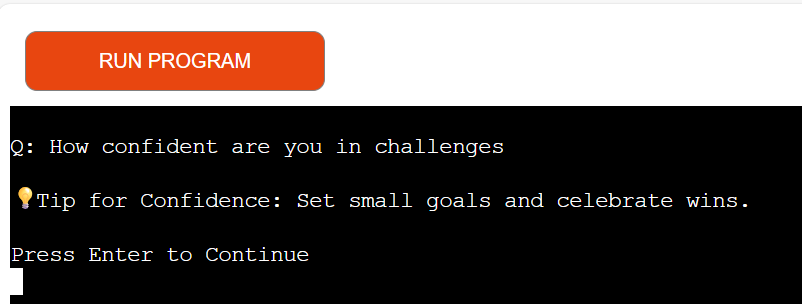 RUN PROGRAM
Q: How confident are you in challenges
💡Tip for Confidence: Set small goals and celebrate wins.
Press Enter to Continue